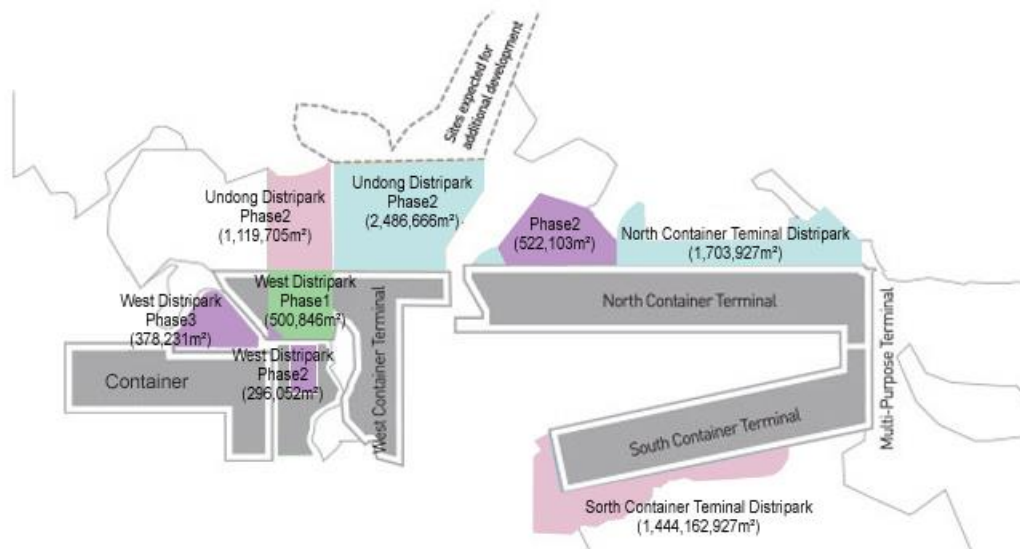 Sites expected for
additional development
Undong Distripark
Phase2
(1,119,705m²)
Undong Distripark
Phase2
(2,486,666m²)
Phase2
(522,103m²)
North Container Teminal Distripark
(1,703,927m²)
West Distripark
Phase3
(378,231m²)
West Distripark
Phase1
(500,846m²)
West Distripark
Phase2
(296,052m²)
Container
West Container Terminal
North Container Terminal
South Container Terminal
Multi-Purpose Terminal
Sorth Container Teminal Distripark
(1,444,162,927m²)